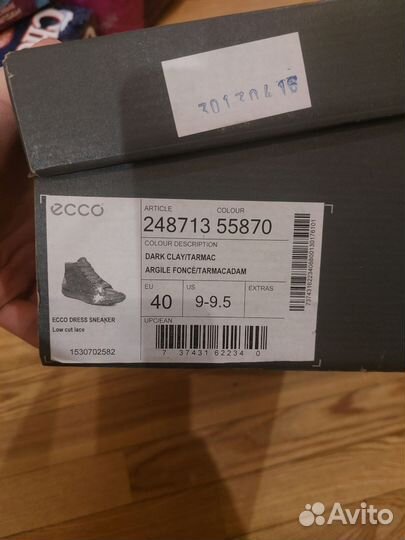 ecco
ARTICLE COLOUR
248713 55870
COLOUR DESCRIPTION
DARK CLAY/TARMAC
ARGILE FONCÉ/TARMACADAM
EU US EXTRAS
40 9-9.5
UPC/EAN
7 37431 62234 0
ECCO DRESS SNEAKER
Low cut lace
1530702582
Avito